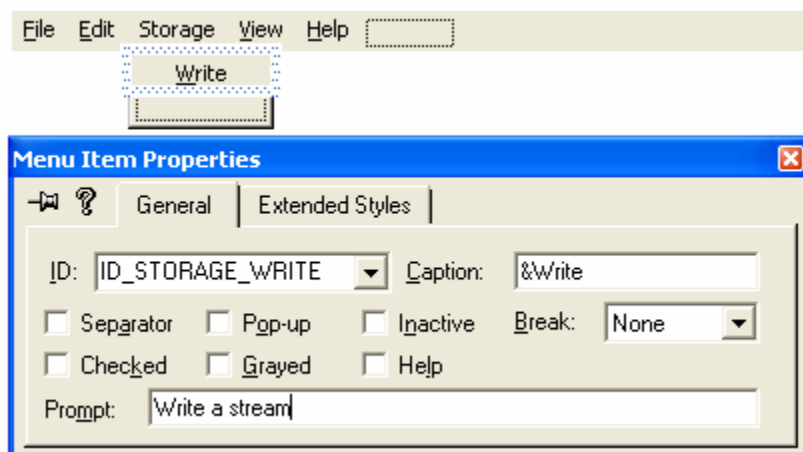 File Edit Storage View Help
Write
Menu Item Properties
General Extended Styles
ID: ID_STORAGE_WRITE Caption: &Write
Separator Pop-up Inactive Break: None
Checked Grayed Help
Prompt: Write a stream